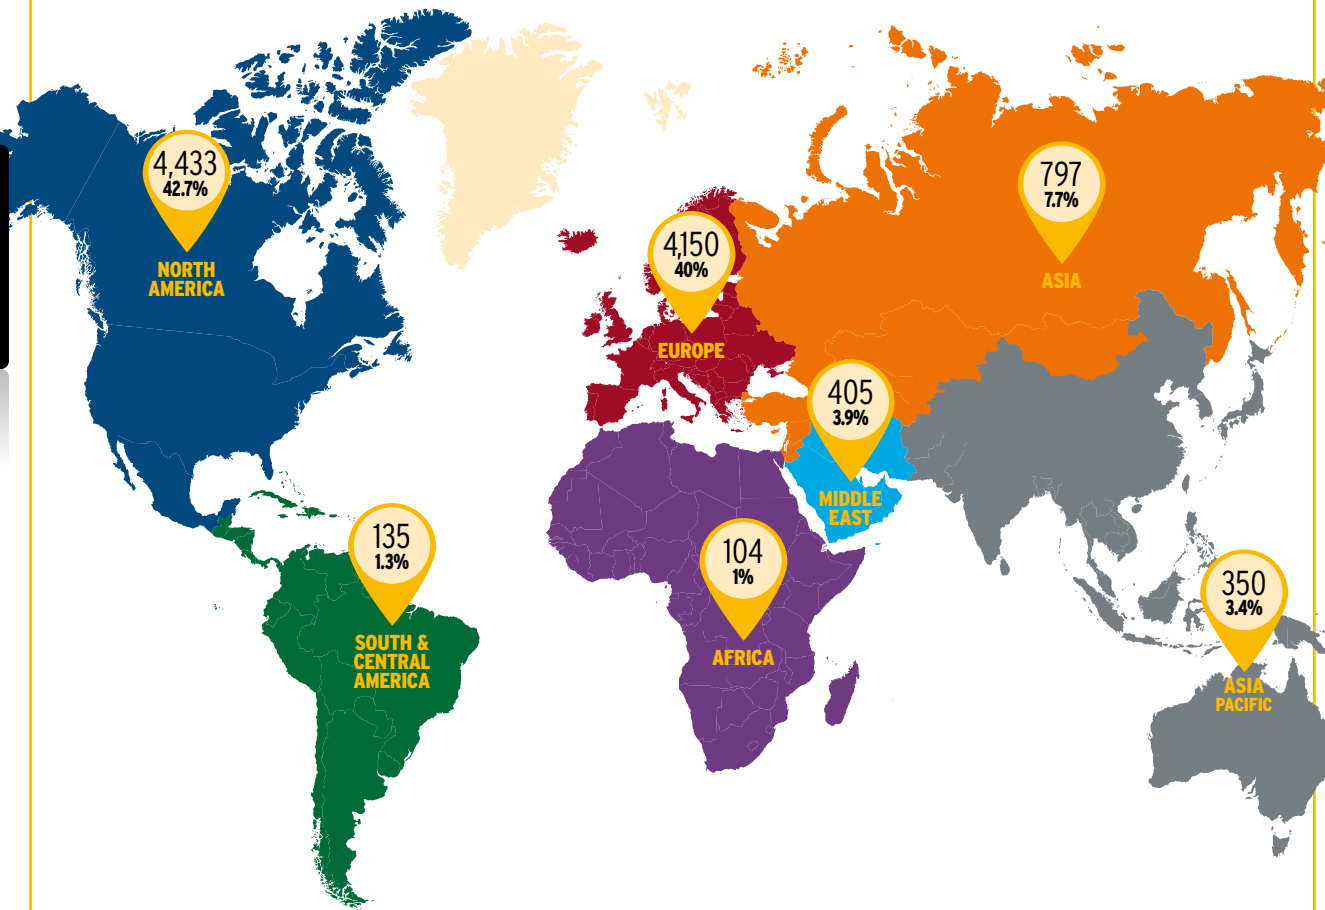 4,433
42.7%
NORTH
AMERICA
797
7.7%
ASIA
4,150
40%
EUROPE
405
3.9%
MIDDLE
EAST
135
1.3%
SOUTH &
CENTRAL
AMERICA
104
1%
AFRICA
350
3.4%
ASIA
PACIFIC